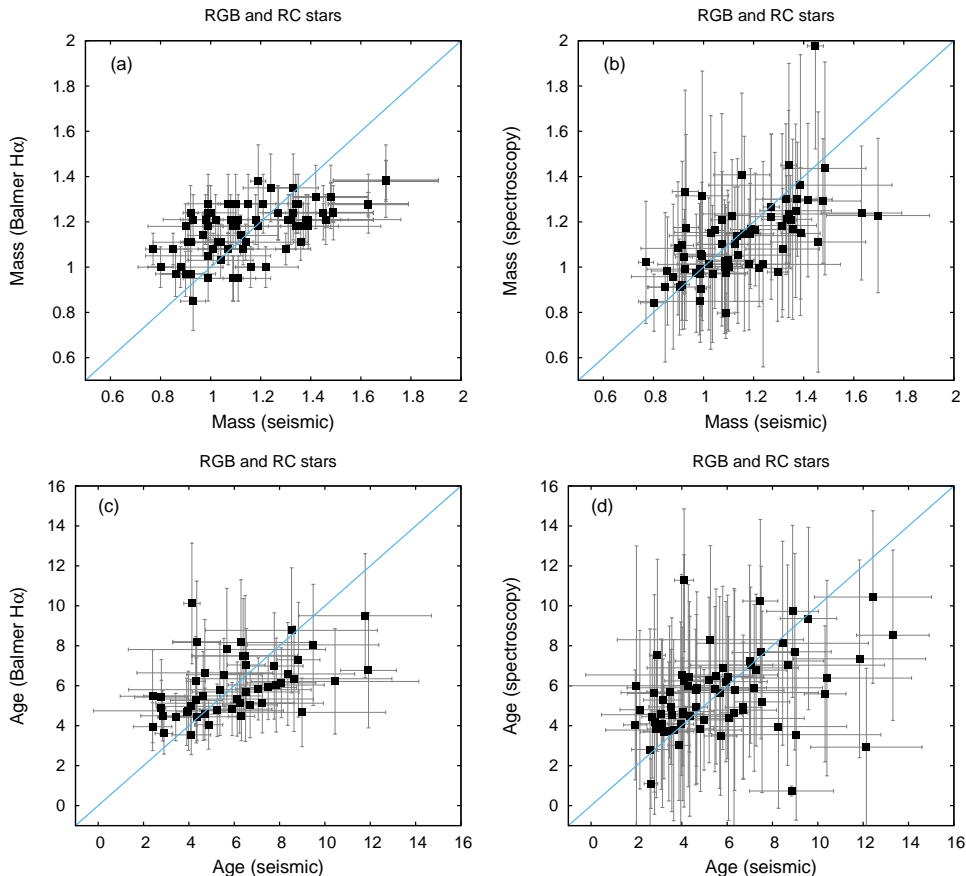 RGB and RC stars
(a)
Mass (Balmer Hα)
2
1.8
1.6
1.4
1.2
1
0.8
0.6
0.6 0.8 1 1.2 1.4 1.6 1.8 2
Mass (seismic)
RGB and RC stars
(b)
Mass (spectroscopy)
2
1.8
1.6
1.4
1.2
1
0.8
0.6
0.6 0.8 1 1.2 1.4 1.6 1.8 2
Mass (seismic)
RGB and RC stars
(c)
Age (Balmer Hα)
16
14
12
10
8
6
4
2
0
0 2 4 6 8 10 12 14 16
Age (seismic)
RGB and RC stars
(d)
Age (spectroscopy)
16
14
12
10
8
6
4
2
0
0 2 4 6 8 10 12 14 16
Age (seismic)